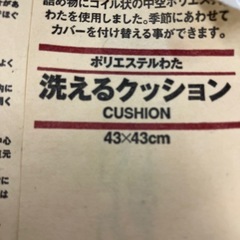 詰め物にコイル状の中空ポリエス
わたを使用しました。季節にあわせて
カバーを付け替える事ができます。
ポリエステルわた
洗えるクッション
CUSHION
43×43cm